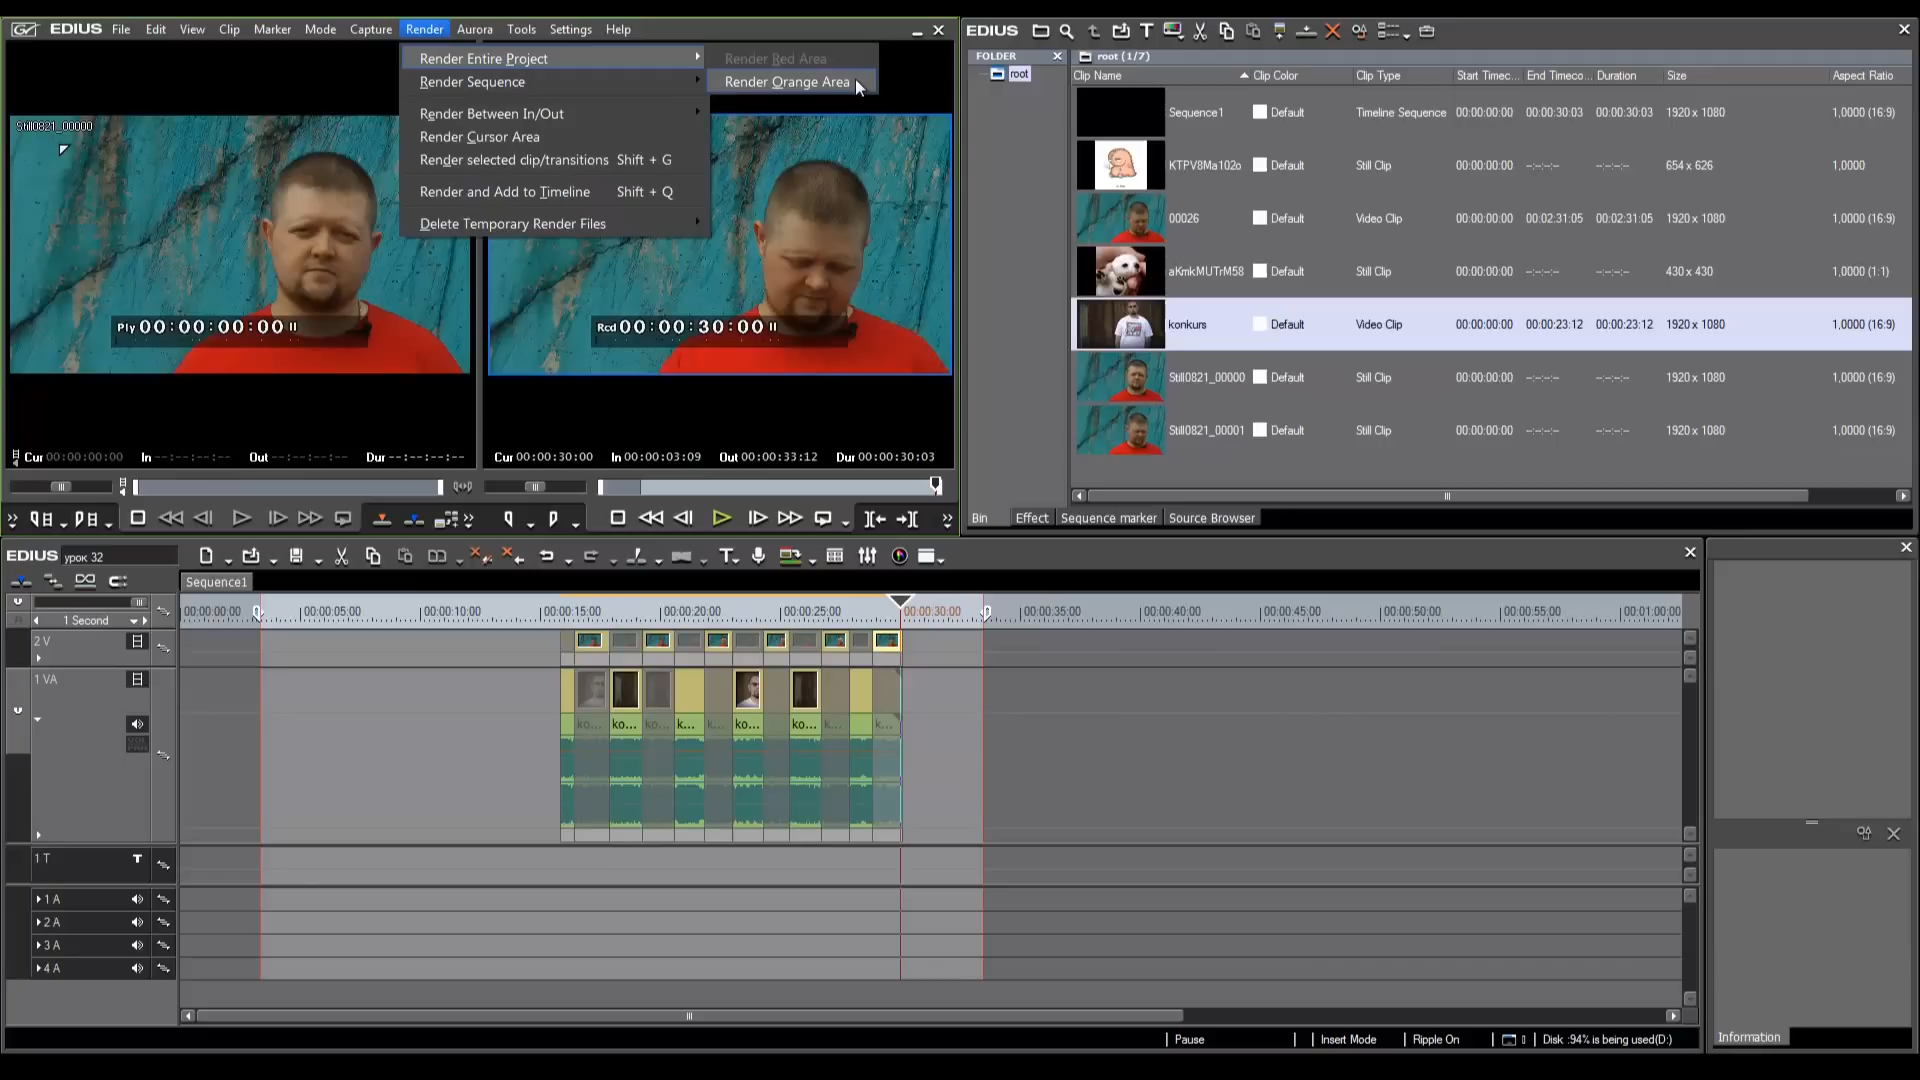 EDIUS File Edit View Clip Marker Mode Capture Render Aurora Tools Settings Help
Render Entire Project
Render Sequence
Render Between In/Out
Render Cursor Area
Render selected clip/transitions Shift + G
Render and Add to Timeline Shift + Q
Delete Temporary Render Files
Render Red Area
Render Orange Area
Still0821_00000
Ply 00:00:00:00
Rcd 00:00:30:00
Cur 00:00:00:00 In --:--:--:-- Out --:--:--:-- Dur --:--:--:--
Cur 00:00:30:00 In 00:00:03:09 Out 00:00:33:12 Dur 00:00:30:03
EDIUS
FOLDER
root
root (1/7)
Clip Name Clip Color Clip Type Start Timec... End Timeco... Duration Size Aspect Ratio
Sequence1 Default Timeline Sequence 00:00:00:00 00:00:30:03 00:00:30:03 1920 x 1080 1,0000 (16:9)
KTPV8Ma102o Default Still Clip 00:00:00:00 --:--:--:-- --:--:--:-- 654 x 626 1,0000
00026 Default Video Clip 00:00:00:00 00:02:31:05 00:02:31:05 1920 x 1080 1,0000 (16:9)
aKmkMUTrM58 Default Still Clip 00:00:00:00 --:--:--:-- --:--:--:-- 430 x 430 1,0000 (1:1)
konkurs Default Video Clip 00:00:00:00 00:00:23:12 00:00:23:12 1920 x 1080 1,0000 (16:9)
Still0821_00000 Default Still Clip 00:00:00:00 --:--:--:-- --:--:--:-- 1920 x 1080 1,0000 (16:9)
Still0821_00001 Default Still Clip 00:00:00:00 --:--:--:-- --:--:--:-- 1920 x 1080 1,0000 (16:9)
Bin Effect Sequence marker Source Browser
EDIUS урок 32
Sequence1
00:00:00:00 00:00:05:00 00:00:10:00 00:00:15:00 00:00:20:00 00:00:25:00 00:00:30:00 00:00:35:00 00:00:40:00 00:00:45:00 00:00:50:00 00:00:55:00 00:01:00:00
1 Second
2 V
1 VA
ko... ko... ko... k... k... ko... ko... k... k...
1 T T
1 A
2 A
3 A
4 A
Pause Insert Mode Ripple On Disk :94% is being used(D:)
Information